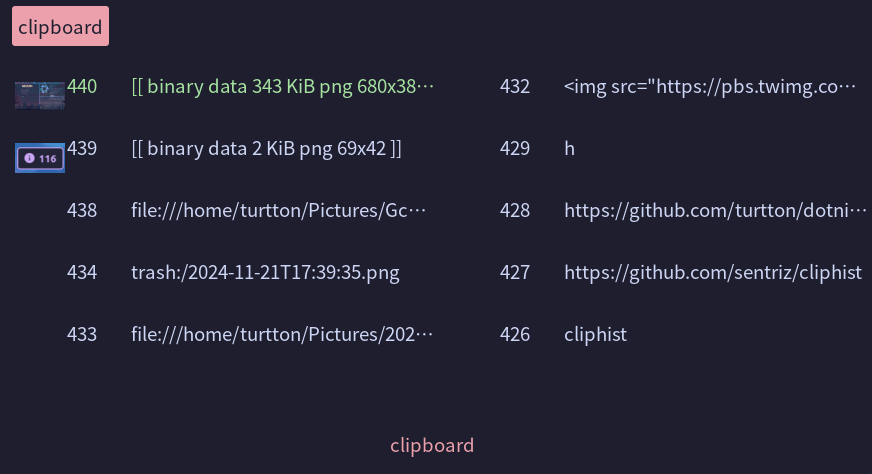 clipboard
440 [[ binary data 343 KiB png 680x38…
116
439 [[ binary data 2 KiB png 69x42 ]]
438 file:///home/turtton/Pictures/Gc…
434 trash:/2024-11-21T17:39:35.png
433 file:///home/turtton/Pictures/202…
432 <img src="https://pbs.twimg.co…
429 h
428 https://github.com/turtton/dotni…
427 https://github.com/sentriz/cliphist
426 cliphist
clipboard